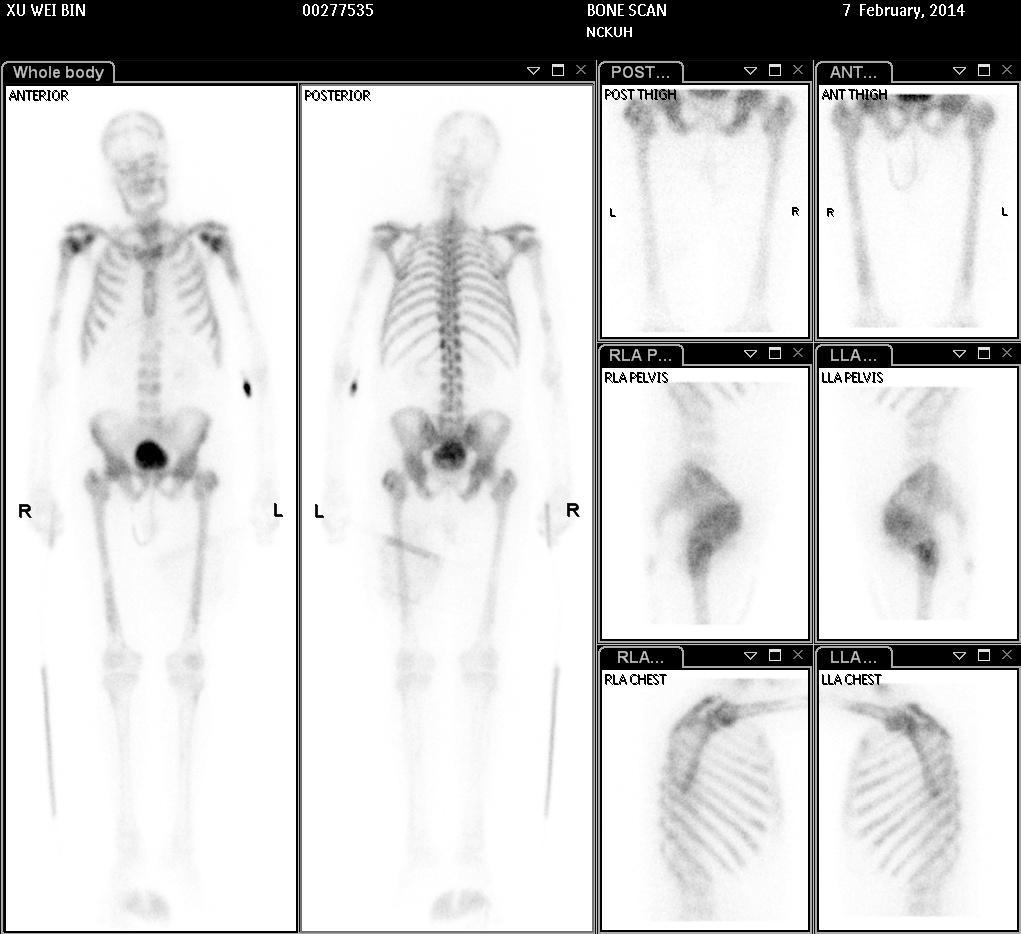 XU WEI BIN 00277535 BONE SCAN 7 February, 2014
NCKUH
Whole body
ANTERIOR
POSTERIOR
R
L
L
R
POST...
POST THIGH
L
R
ANT...
ANT THIGH
R
L
RLA P...
RLA PELVIS
LLA...
LLA PELVIS
RLA...
RLA CHEST
LLA...
LLA CHEST